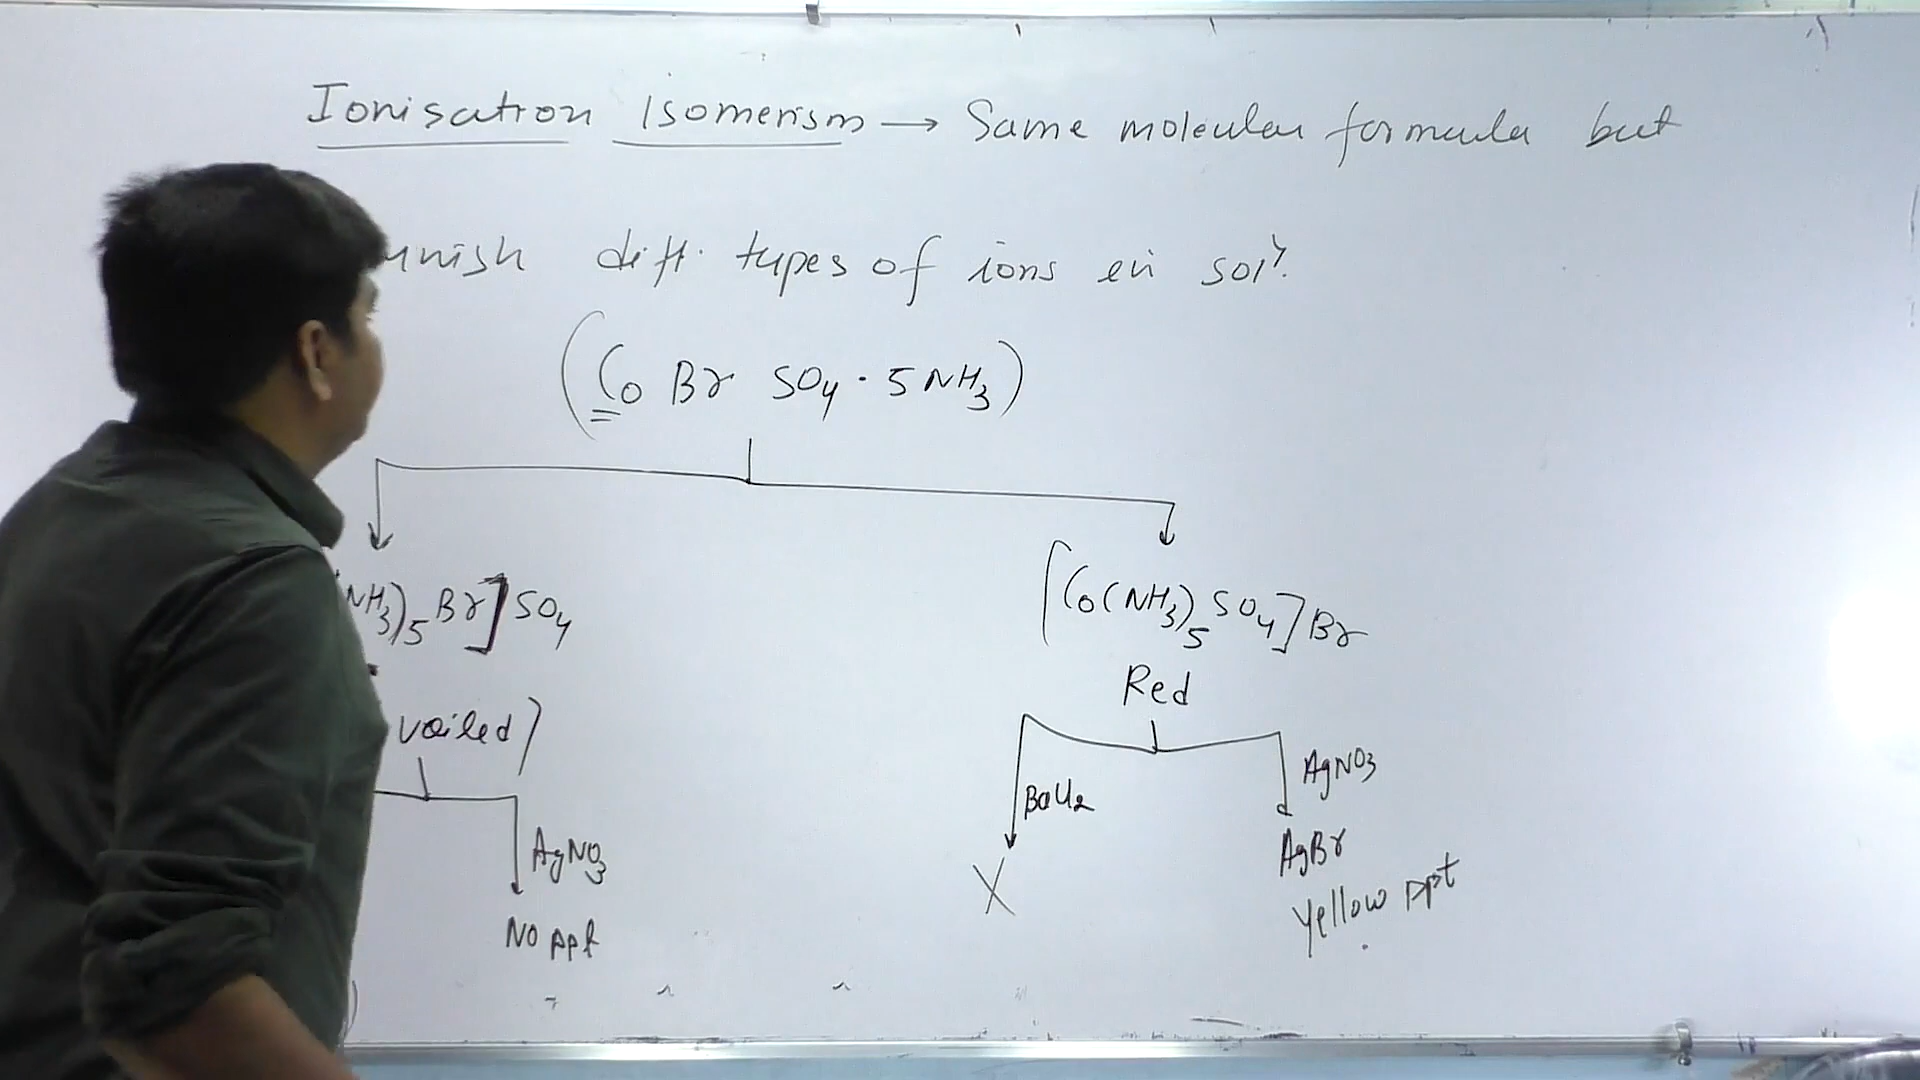 Ionisation Isomerism → Same molecular formula but
unish diff. types of ions in solⁿ.
(Co Br SO4 · 5NH3)
NH3)5 Br] SO4
[Co(NH3)5 SO4] Br
Red
voiled)
AgNO3
BaCl2
AgNO3
AgBr
X
Yellow ppt
No ppt